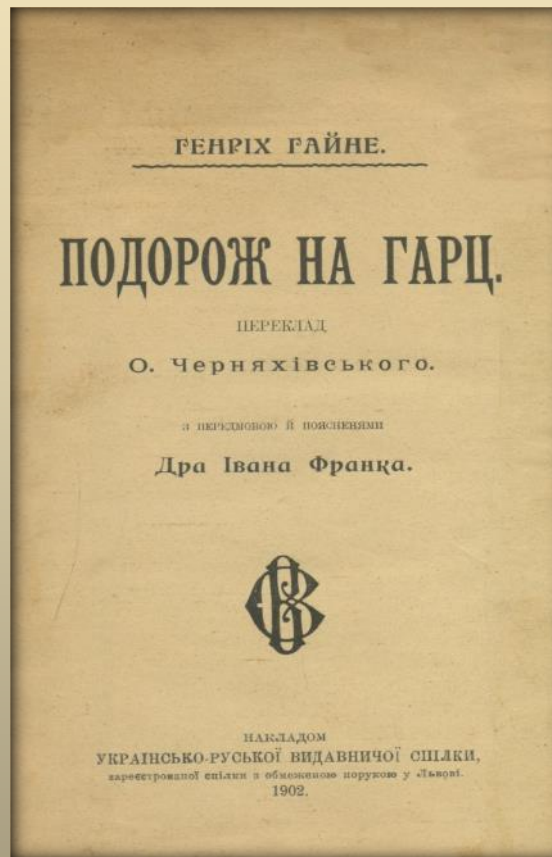 ГЕНРІХ ГАЙНЕ.
ПОДОРОЖ НА ГАРЦ.
ПЕРЕКЛАД
О. Черняхівського.
З ПЕРЕДМОВОЮ Й ПОЯСНЕНЯМИ
Дра Івана Франка.
НАКЛАДОМ
УКРАЇНСЬКО-РУСЬКОЇ ВИДАВНИЧОЇ СПІЛКИ,
зареєстрованої спілки з обмеженою порукою у Львові.
1902.